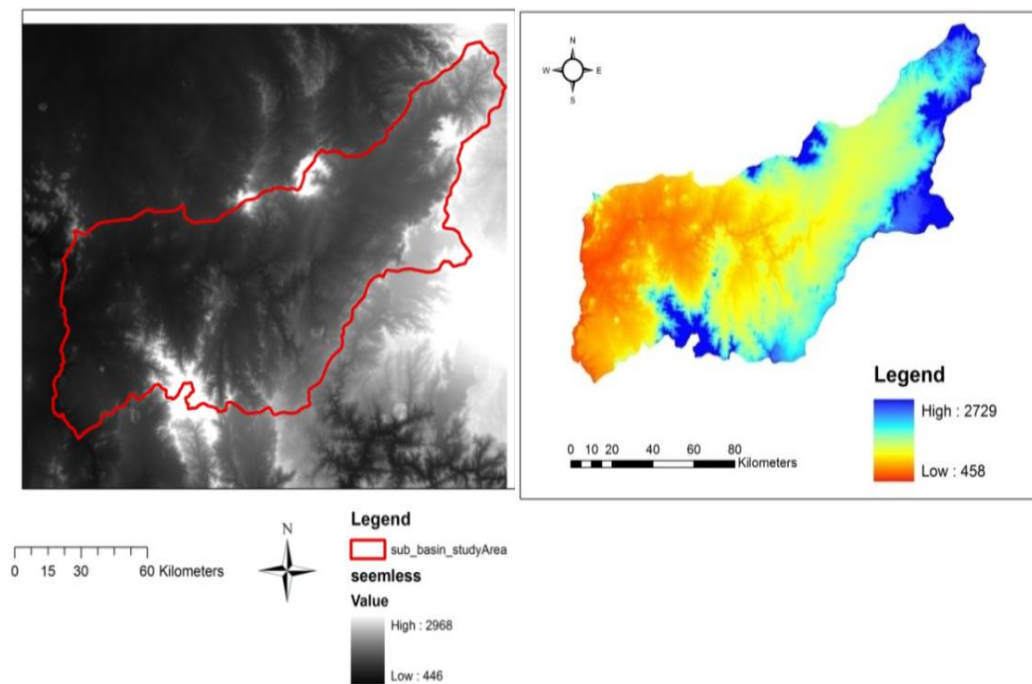 N
W E
S
Legend
High : 2729
Low : 458
0 10 20 40 60 80
Kilometers
N
0 15 30 60 Kilometers
Legend
sub_basin_studyArea
seemless
Value
High : 2968
Low : 446